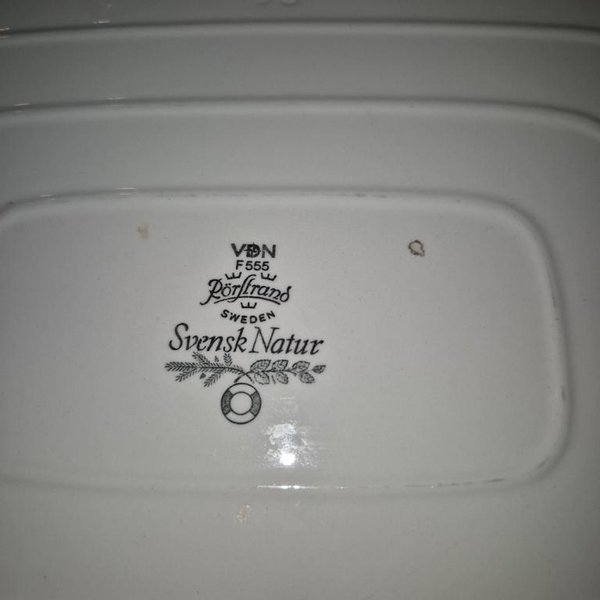 VDN
F555
Rörstrand
SWEDEN
Svensk Natur